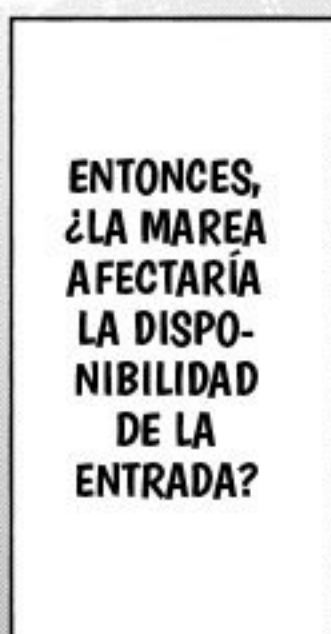 ENTONCES,
¿LA MAREA
AFECTARÍA
LA DISPO-
NIBILIDAD
DE LA
ENTRADA?